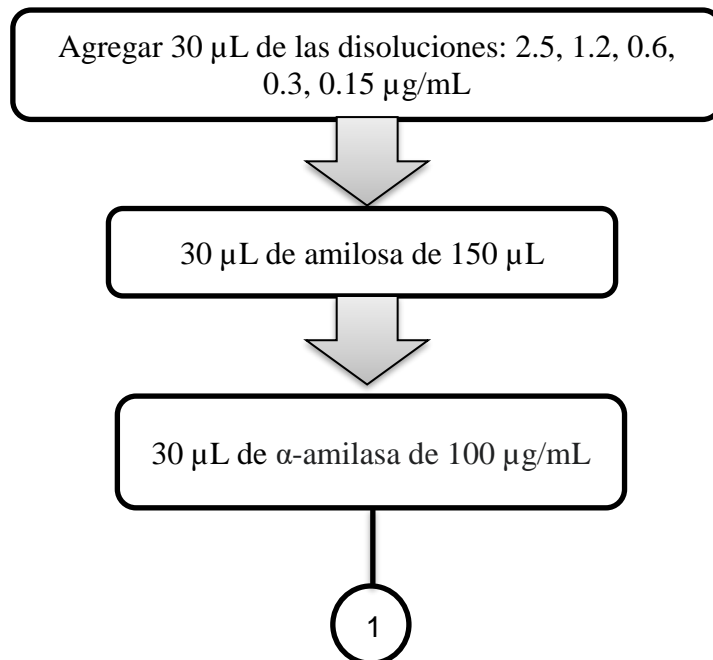 Agregar 30 µL de las disoluciones: 2.5, 1.2, 0.6,
0.3, 0.15 µg/mL
30 µL de amilosa de 150 µL
30 µL de α-amilasa de 100 µg/mL
1